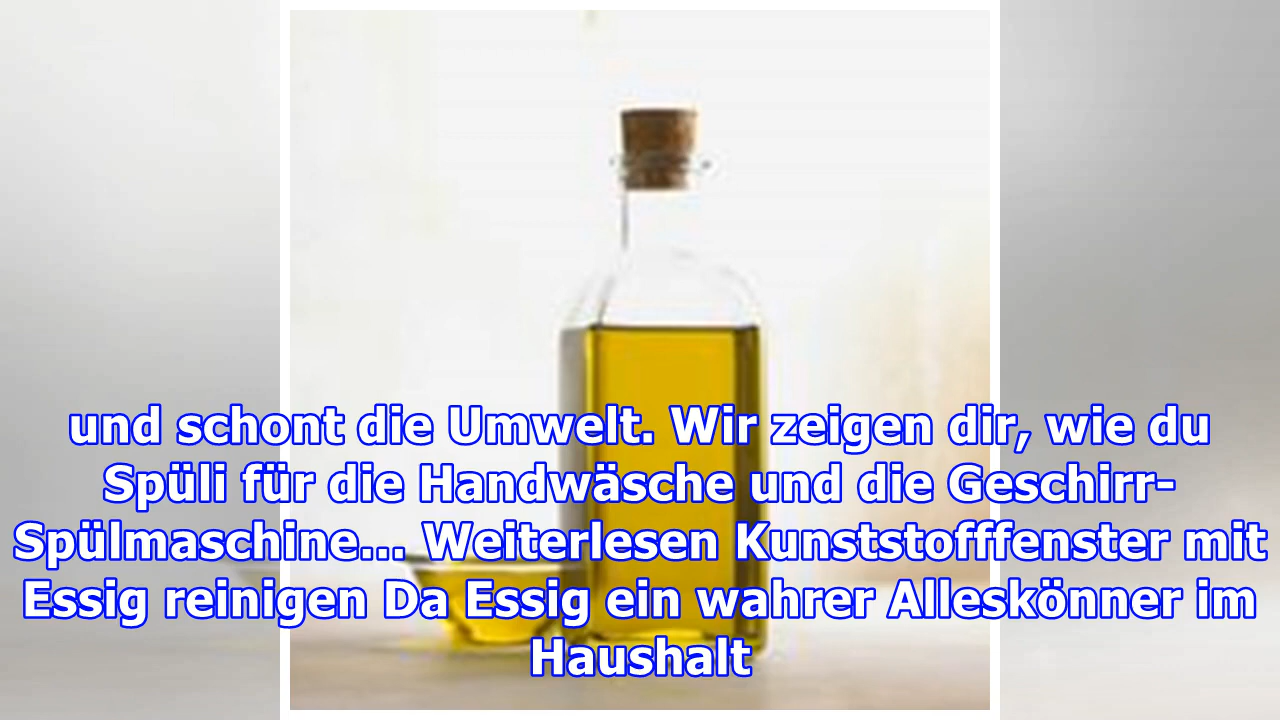 und schont die Umwelt. Wir zeigen dir, wie du
Spüli für die Handwäsche und die Geschirr-
Spülmaschine... Weiterlesen Kunststofffenster mit
Essig reinigen Da Essig ein wahrer Alleskönner im
Haushalt